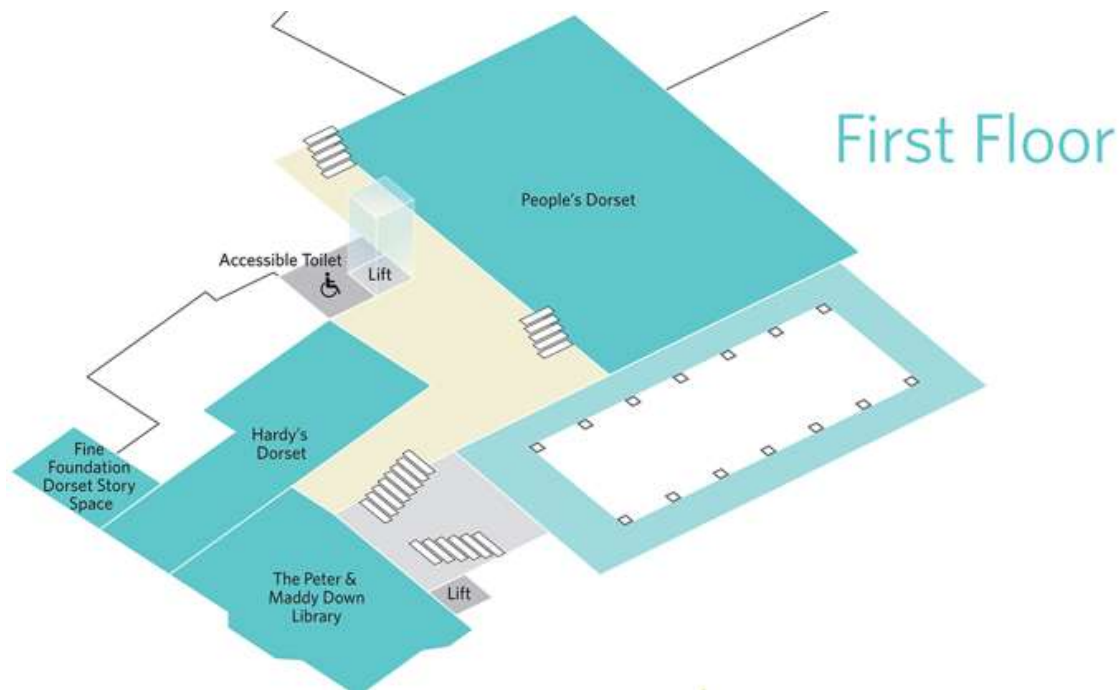 First Floor
People's Dorset
Accessible Toilet
Lift
Hardy's
Dorset
Fine
Foundation
Dorset Story
Space
The Peter &
Maddy Down
Library
Lift